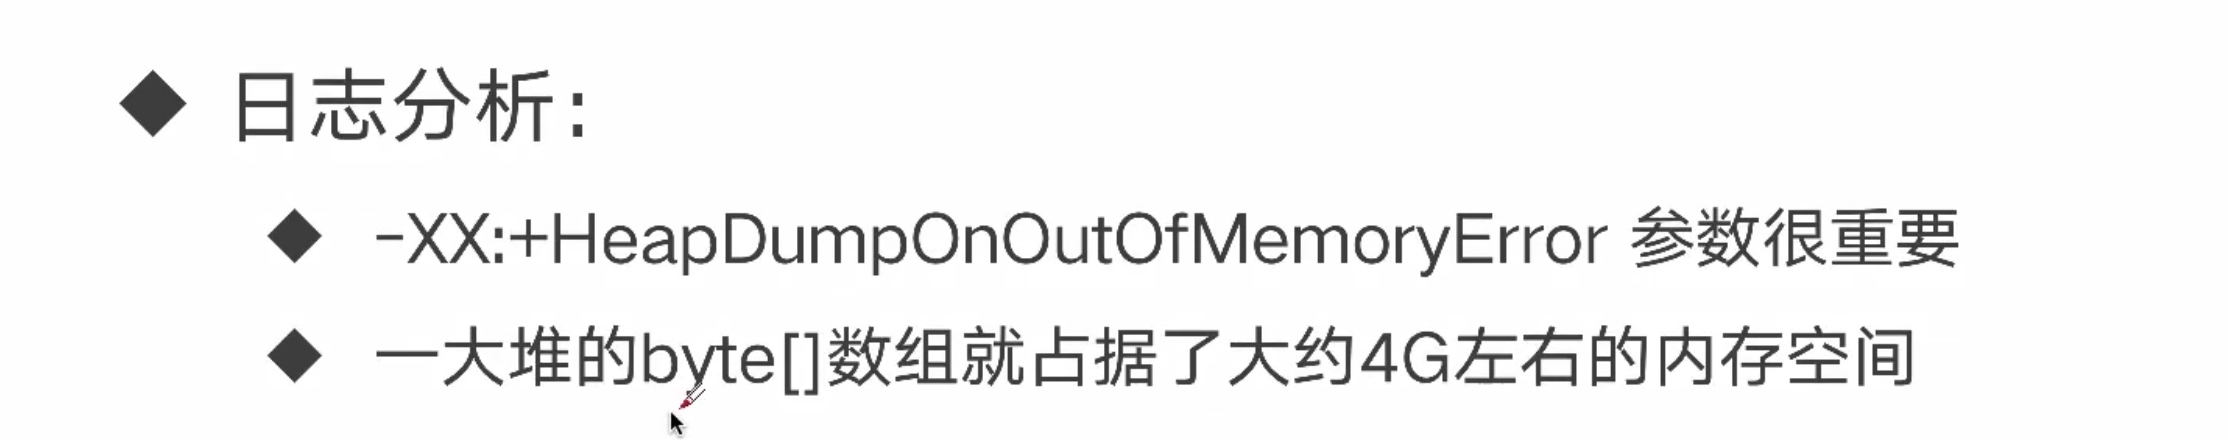 ◆ 日志分析：
◆ -XX:+HeapDumpOnOutOfMemoryError 参数很重要
◆ 一大堆的byte[]数组就占据了大约4G左右的内存空间